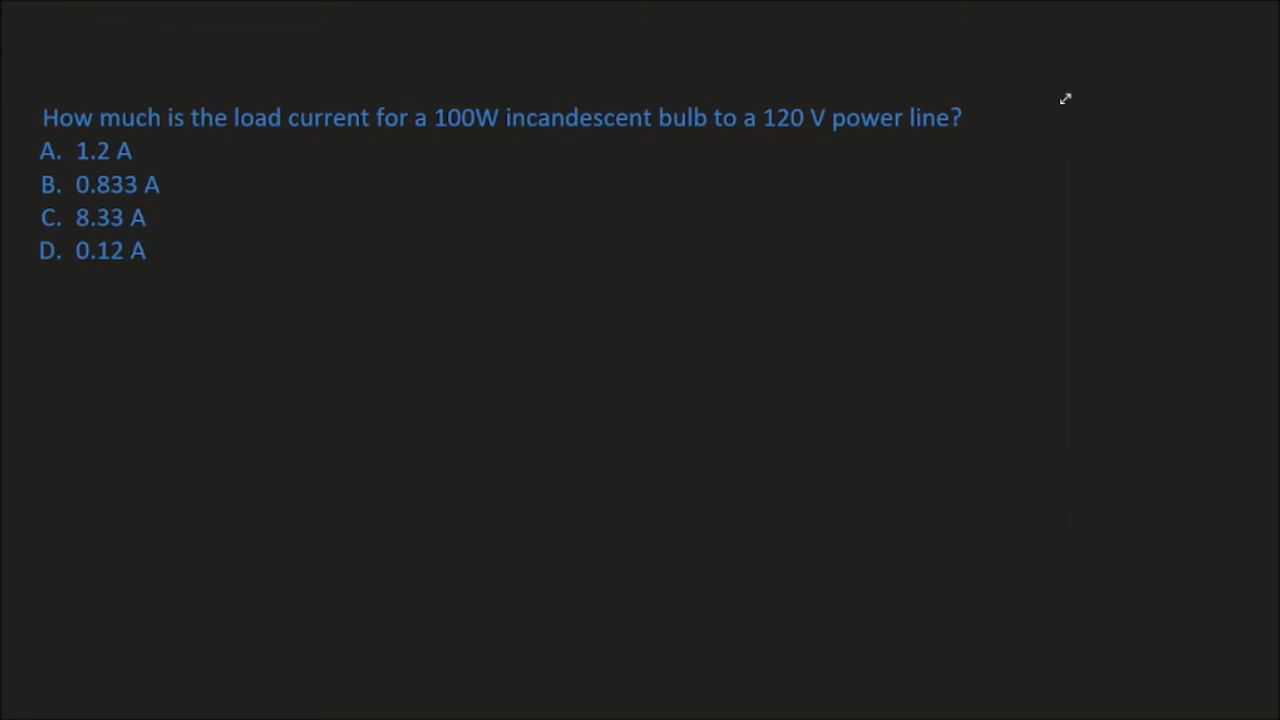 How much is the load current for a 100W incandescent bulb to a 120 V power line?
A. 1.2 A
B. 0.833 A
C. 8.33 A
D. 0.12 A